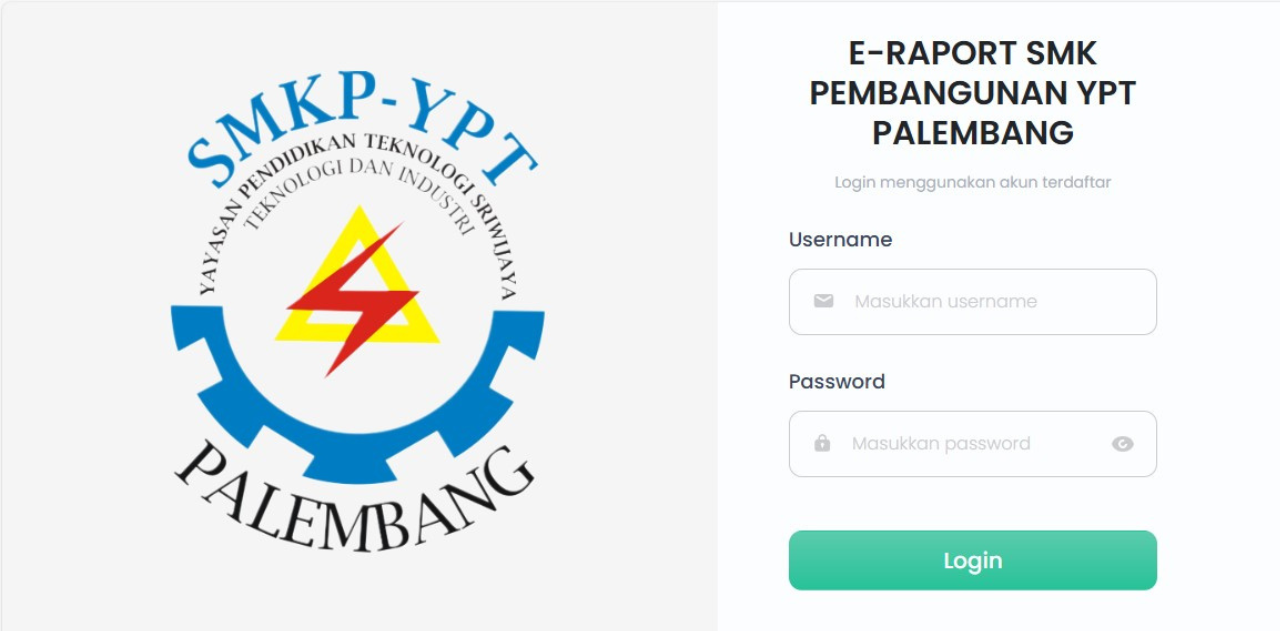 SMKP-YPT
YAYASAN PENDIDIKAN TEKNOLOGI SRIWIJAYA
TEKNOLOGI DAN INDUSTRI
PALEMBANG
E-RAPORT SMK
PEMBANGUNAN YPT
PALEMBANG
Login menggunakan akun terdaftar
Username
Masukkan username
Password
Masukkan password
Login